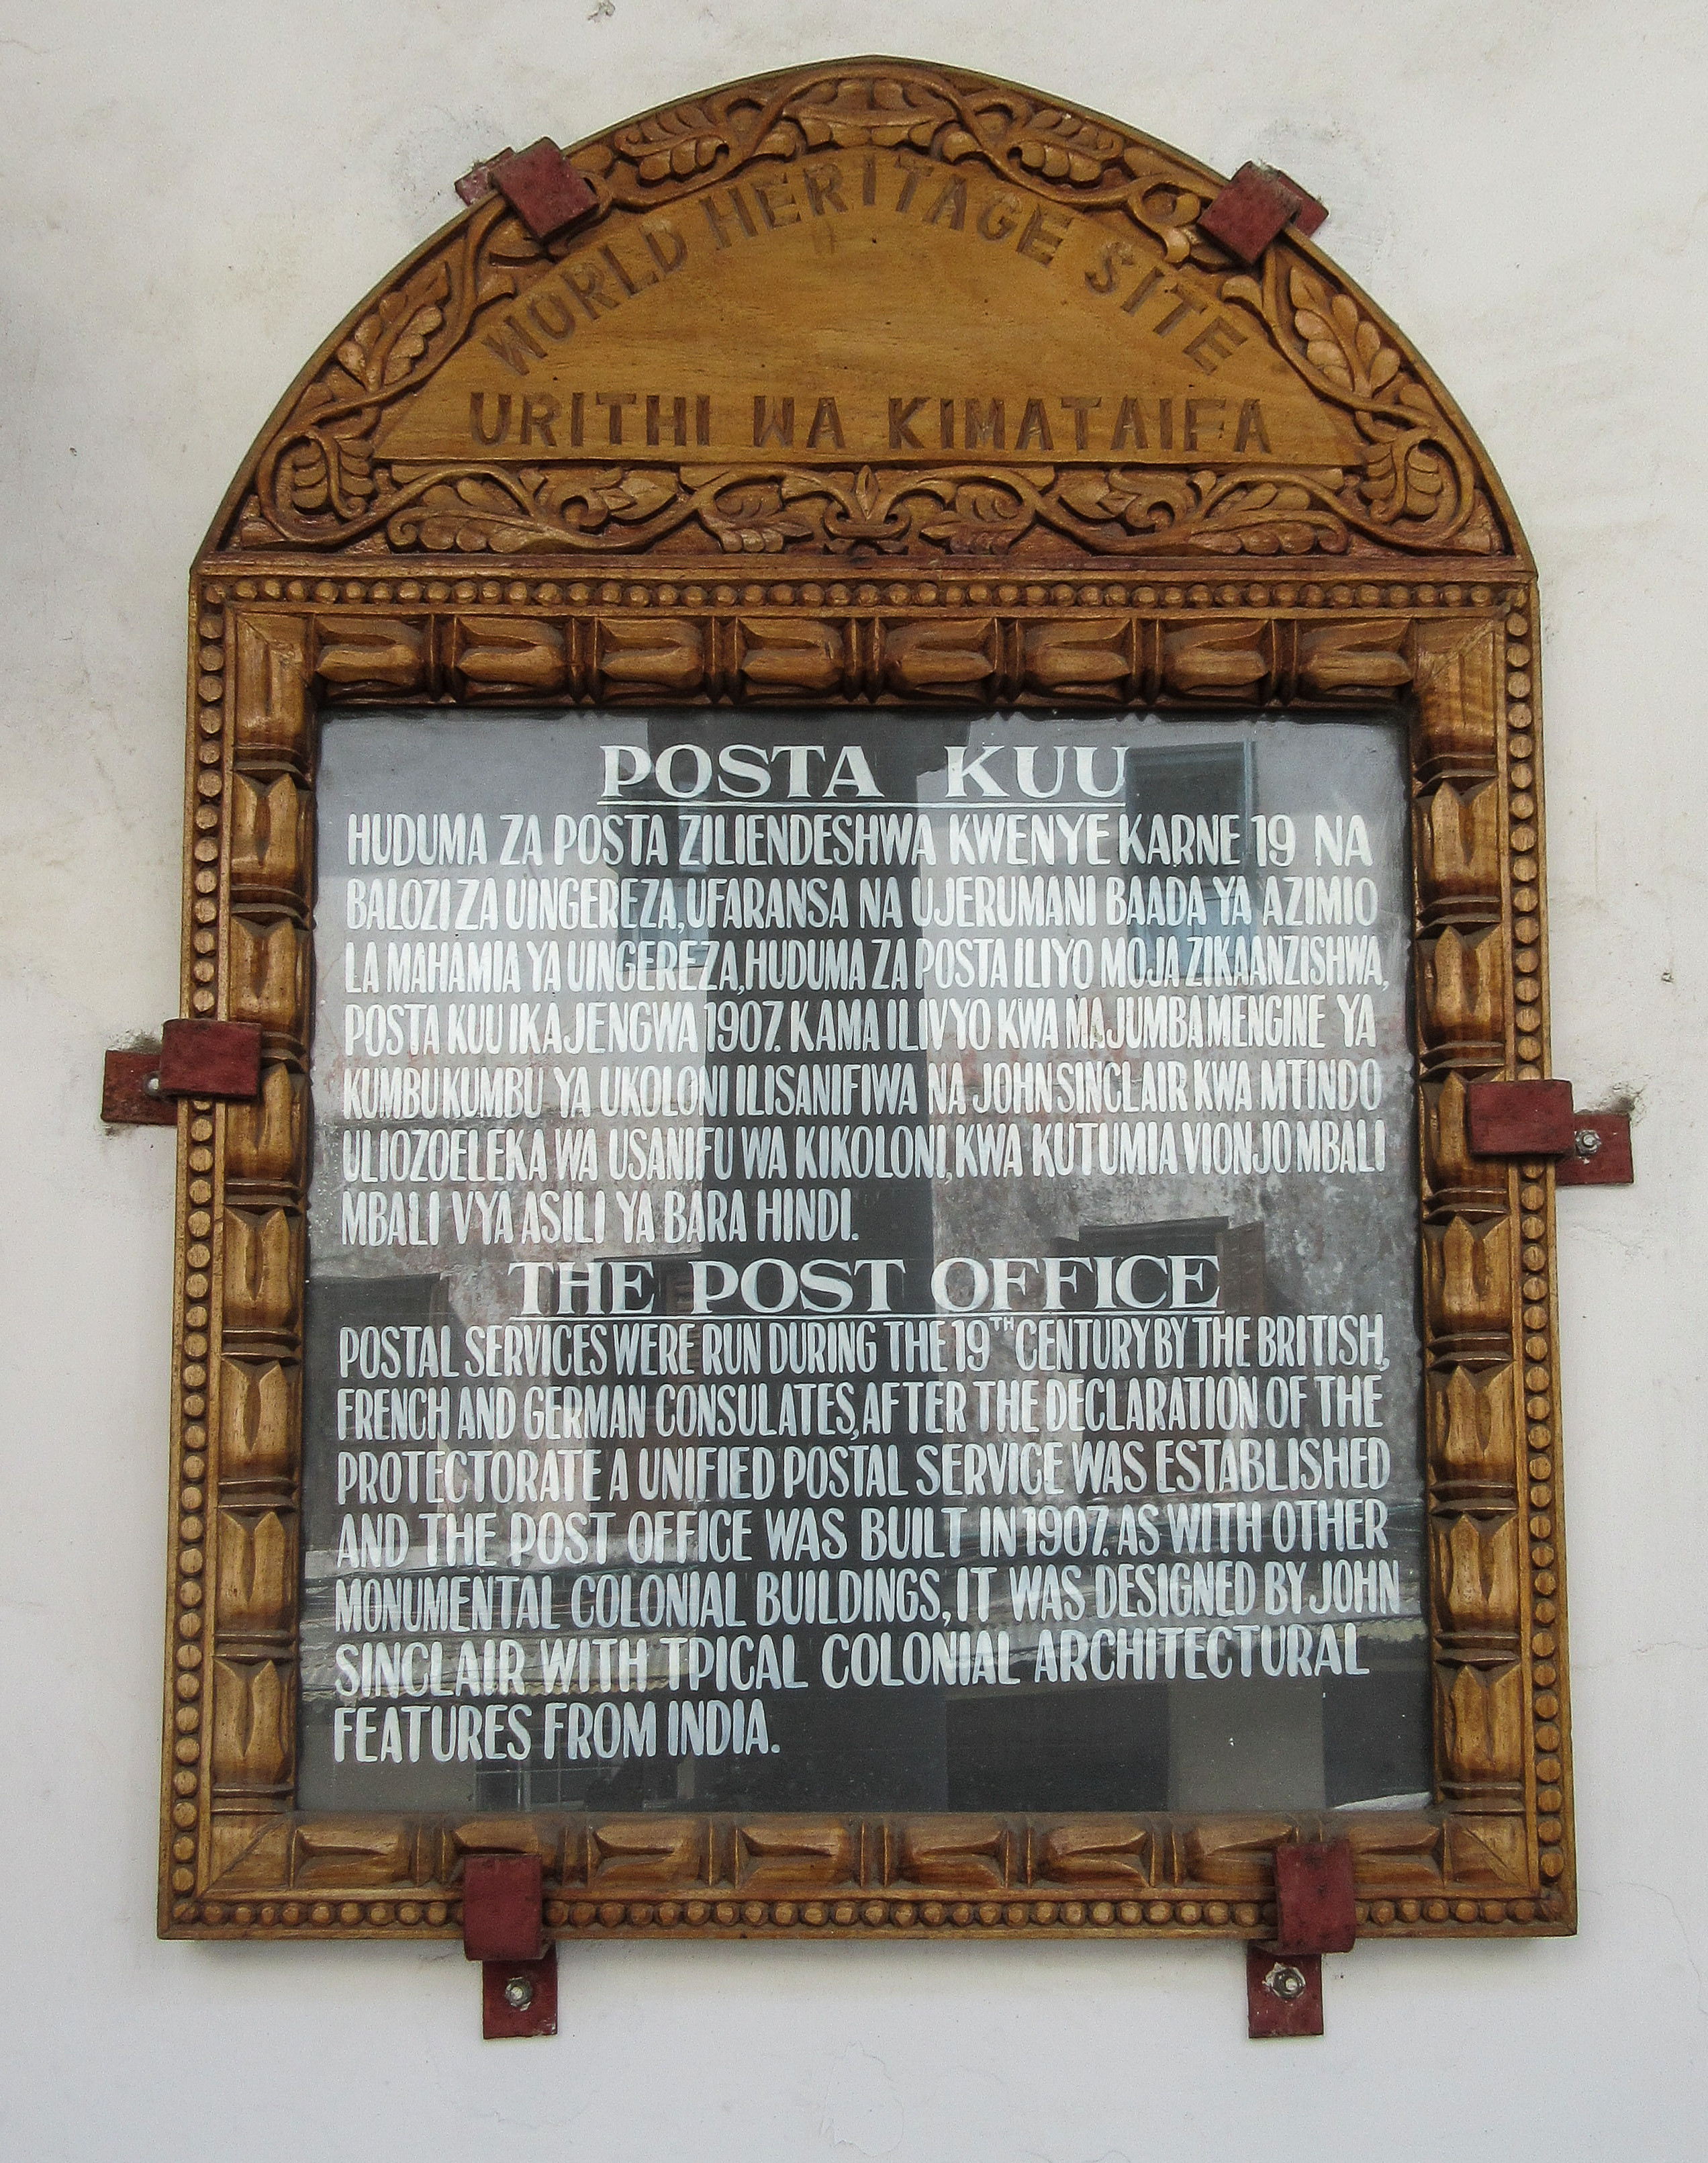 WORLD HERITAGE SITE
URITHI WA KIMATAIFA
POSTA KUU
HUDUMA ZA POSTA ZILIENDESHWA KWENYE KARNE 19 NA
BALOZI ZA UINGEREZA, UFARANSA NA UJERUMANI BAADA YA AZIMIO
LA MAHAMIA YA UINGEREZA, HUDUMA ZA POSTA ILIYO MOJA ZIKAANZISHWA,
POSTA KUU IKAJENGWA 1907. KAMA ILIVYO KWA MAJUMBA MENGINE YA
KUMBUKUMBU YA UKOLONI ILISANIFIWA NA JOHN SINCLAIR KWA MTINDO
ULIOZOELEKA WA USANIFU WA KIKOLONI, KWA KUTUMIA VIONJO MBALI
MBALI VYA ASILI YA BARA HINDI.
THE POST OFFICE
POSTAL SERVICES WERE RUN DURING THE 19TH CENTURY BY THE BRITISH,
FRENCH AND GERMAN CONSULATES, AFTER THE DECLARATION OF THE
PROTECTORATE A UNIFIED POSTAL SERVICE WAS ESTABLISHED
AND THE POST OFFICE WAS BUILT IN 1907. AS WITH OTHER
MONUMENTAL COLONIAL BUILDINGS, IT WAS DESIGNED BY JOHN
SINCLAIR WITH TPICAL COLONIAL ARCHITECTURAL
FEATURES FROM INDIA.